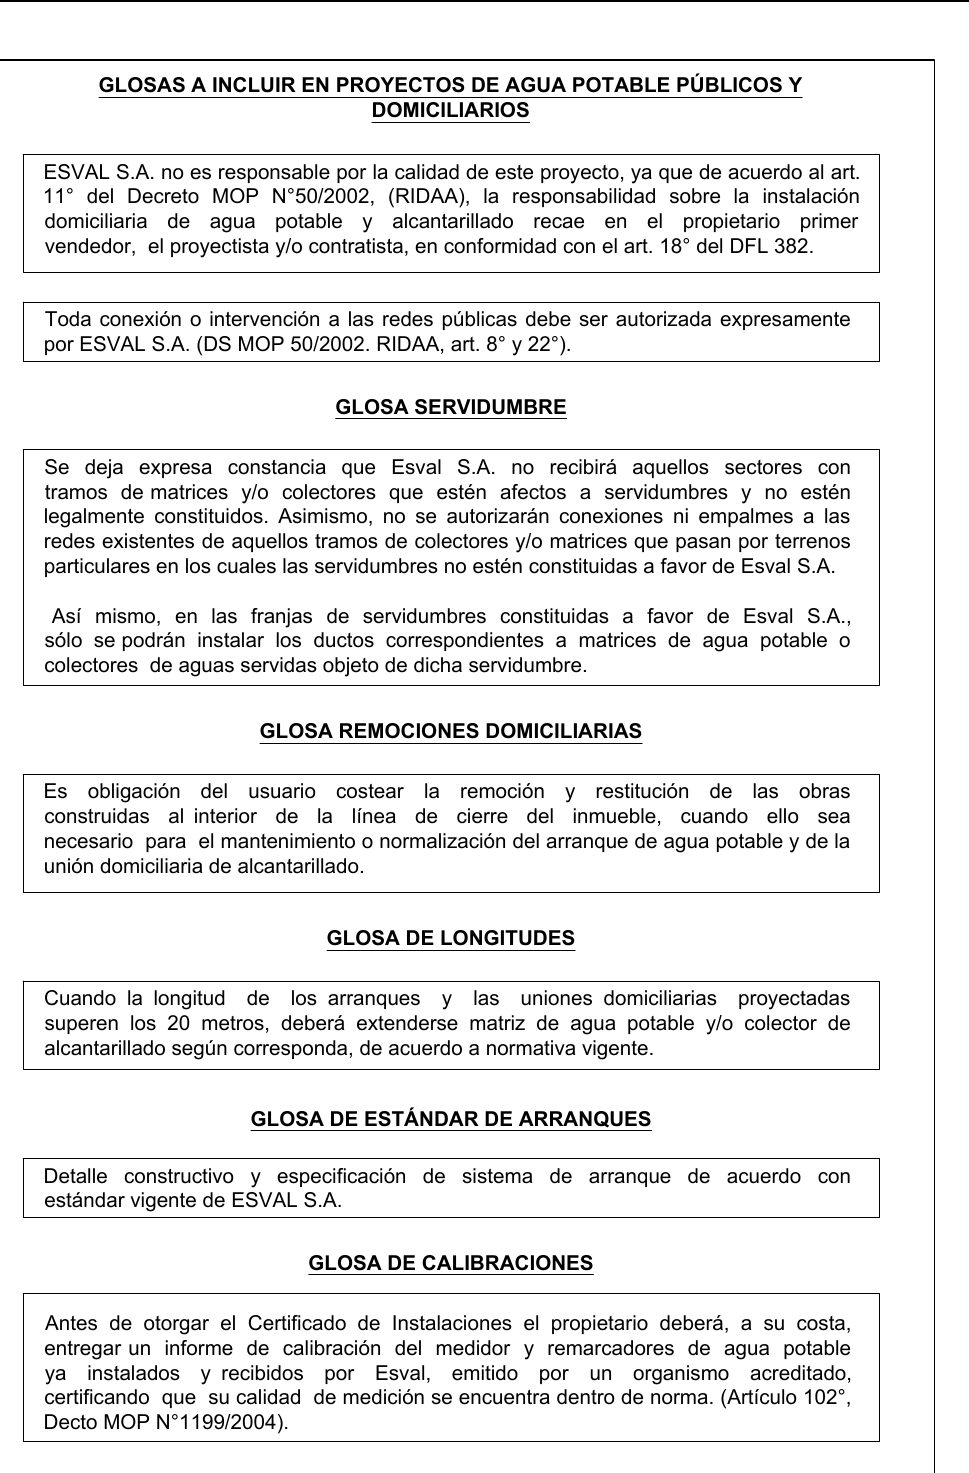 GLOSAS A INCLUIR EN PROYECTOS DE AGUA POTABLE PÚBLICOS Y
DOMICILIARIOS
ESVAL S.A. no es responsable por la calidad de este proyecto, ya que de acuerdo al art.
11° del Decreto MOP N°50/2002, (RIDAA), la responsabilidad sobre la instalación
domiciliaria de agua potable y alcantarillado recae en el propietario primer
vendedor, el proyectista y/o contratista, en conformidad con el art. 18° del DFL 382.
Toda conexión o intervención a las redes públicas debe ser autorizada expresamente
por ESVAL S.A. (DS MOP 50/2002. RIDAA, art. 8° y 22°).
GLOSA SERVIDUMBRE
Se deja expresa constancia que Esval S.A. no recibirá aquellos sectores con
tramos de matrices y/o colectores que estén afectos a servidumbres y no estén
legalmente constituidos. Asimismo, no se autorizarán conexiones ni empalmes a las
redes existentes de aquellos tramos de colectores y/o matrices que pasan por terrenos
particulares en los cuales las servidumbres no estén constituidas a favor de Esval S.A.
Así mismo, en las franjas de servidumbres constituidas a favor de Esval S.A.,
sólo se podrán instalar los ductos correspondientes a matrices de agua potable o
colectores de aguas servidas objeto de dicha servidumbre.
GLOSA REMOCIONES DOMICILIARIAS
Es obligación del usuario costear la remoción y restitución de las obras
construidas al interior de la línea de cierre del inmueble, cuando ello sea
necesario para el mantenimiento o normalización del arranque de agua potable y de la
unión domiciliaria de alcantarillado.
GLOSA DE LONGITUDES
Cuando la longitud de los arranques y las uniones domiciliarias proyectadas
superen los 20 metros, deberá extenderse matriz de agua potable y/o colector de
alcantarillado según corresponda, de acuerdo a normativa vigente.
GLOSA DE ESTÁNDAR DE ARRANQUES
Detalle constructivo y especificación de sistema de arranque de acuerdo con
estándar vigente de ESVAL S.A.
GLOSA DE CALIBRACIONES
Antes de otorgar el Certificado de Instalaciones el propietario deberá, a su costa,
entregar un informe de calibración del medidor y remarcadores de agua potable
ya instalados y recibidos por Esval, emitido por un organismo acreditado,
certificando que su calidad de medición se encuentra dentro de norma. (Artículo 102°,
Decto MOP N°1199/2004).